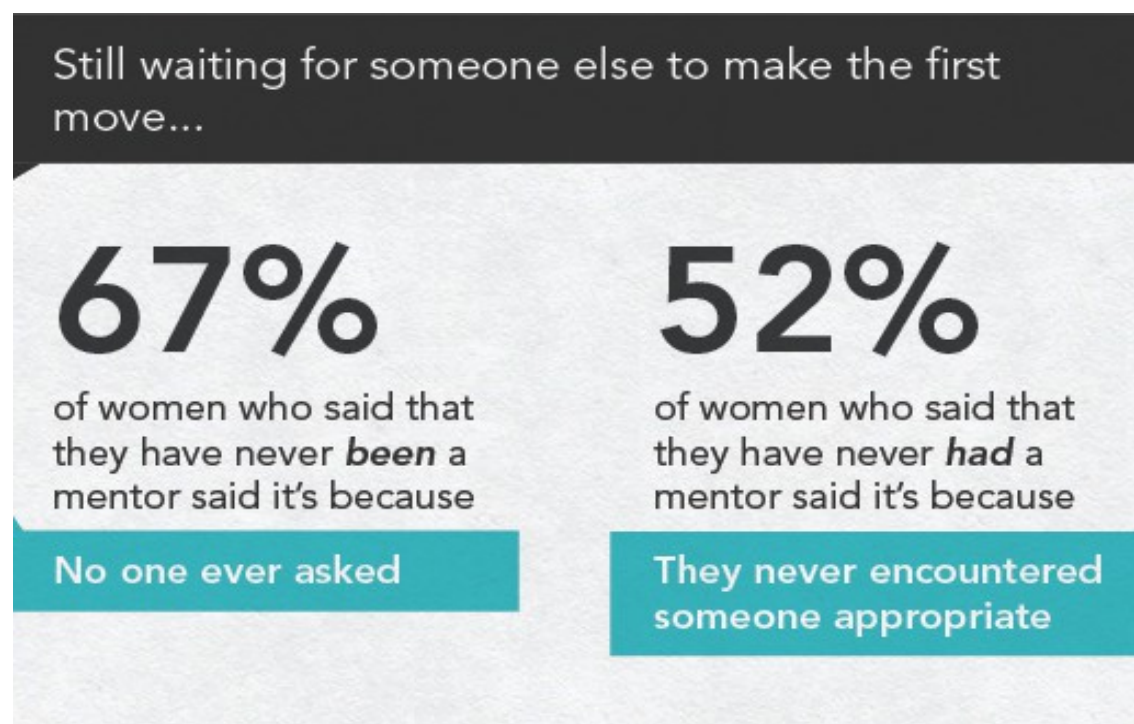 Still waiting for someone else to make the first
move...
67%
of women who said that
they have never been a
mentor said it's because
No one ever asked
52%
of women who said that
they have never had a
mentor said it's because
They never encountered
someone appropriate